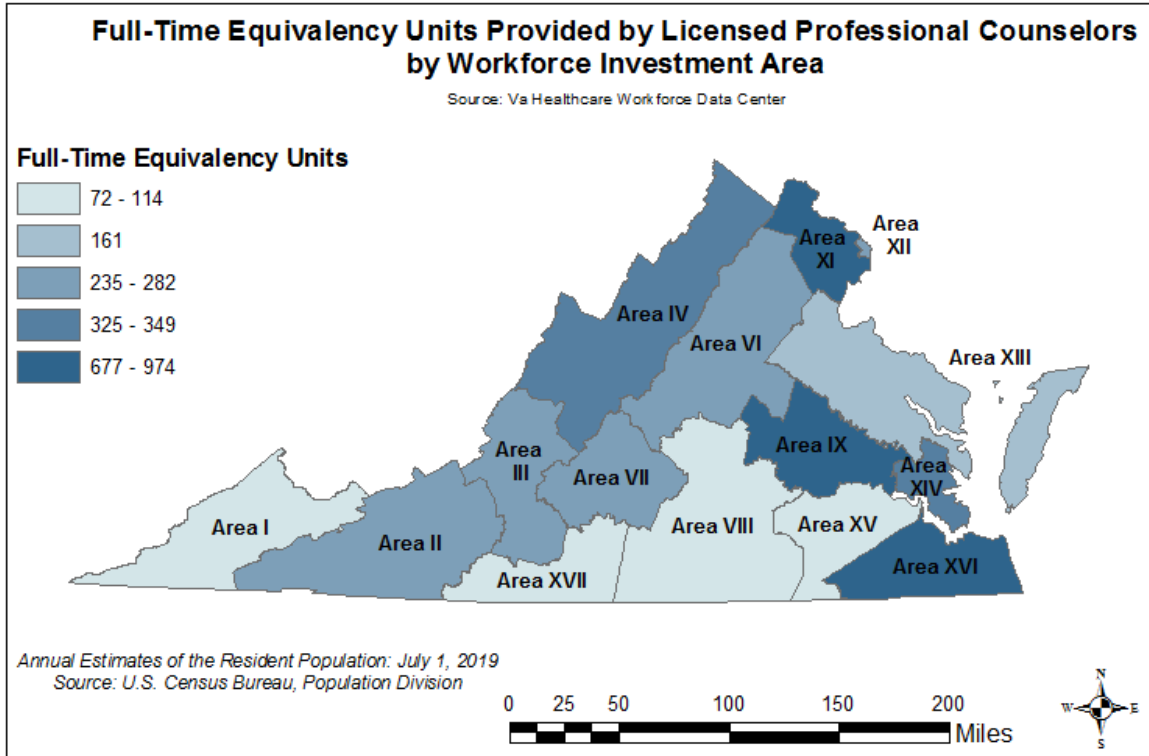 Full-Time Equivalency Units Provided by Licensed Professional Counselors
by Workforce Investment Area
Source: Va Healthcare Workforce Data Center
Full-Time Equivalency Units
72 - 114
161
235 - 282
325 - 349
677 - 974
Area
XI
Area
XII
Area IV
Area VI
Area XIII
Area
III
Area VII
Area IX
Area
XIV
Area I
Area II
Area VIII
Area XV
Area XVII
Area XVI
Annual Estimates of the Resident Population: July 1, 2019
Source: U.S. Census Bureau, Population Division
0 25 50 100 150 200
Miles
N
W E
S